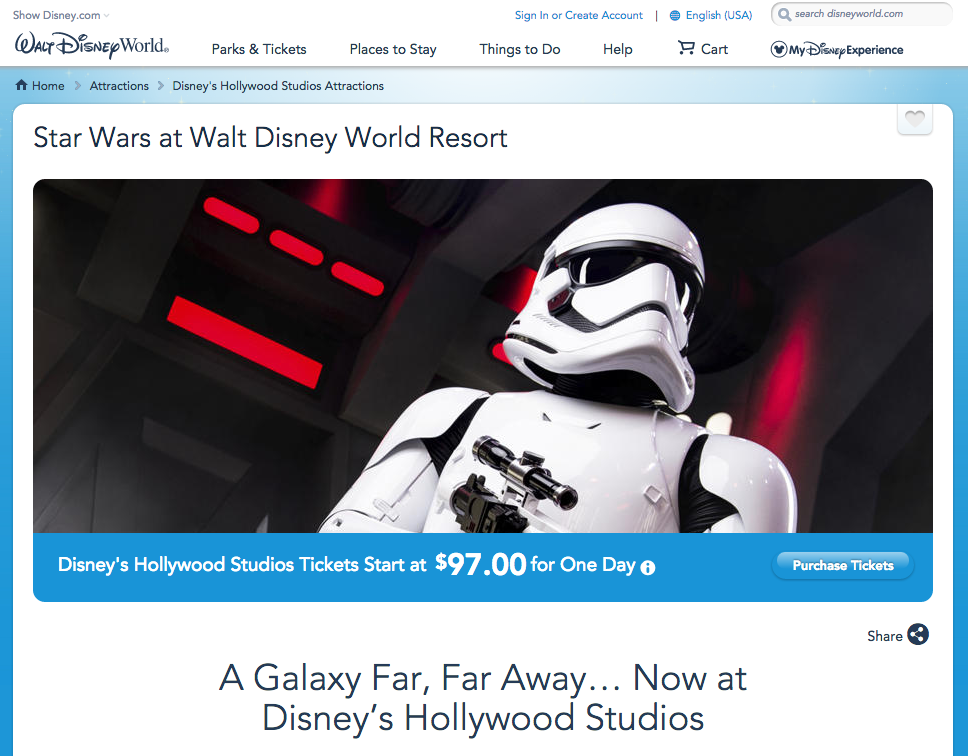 Show Disney.com
Sign In or Create Account | English (USA)
search disneyworld.com
Walt Disney World®
Parks & Tickets
Places to Stay
Things to Do
Help
Cart
My Disney Experience
Home
Attractions
Disney's Hollywood Studios Attractions
Star Wars at Walt Disney World Resort
Disney's Hollywood Studios Tickets Start at $97.00 for One Day
Purchase Tickets
Share
A Galaxy Far, Far Away… Now at
Disney’s Hollywood Studios